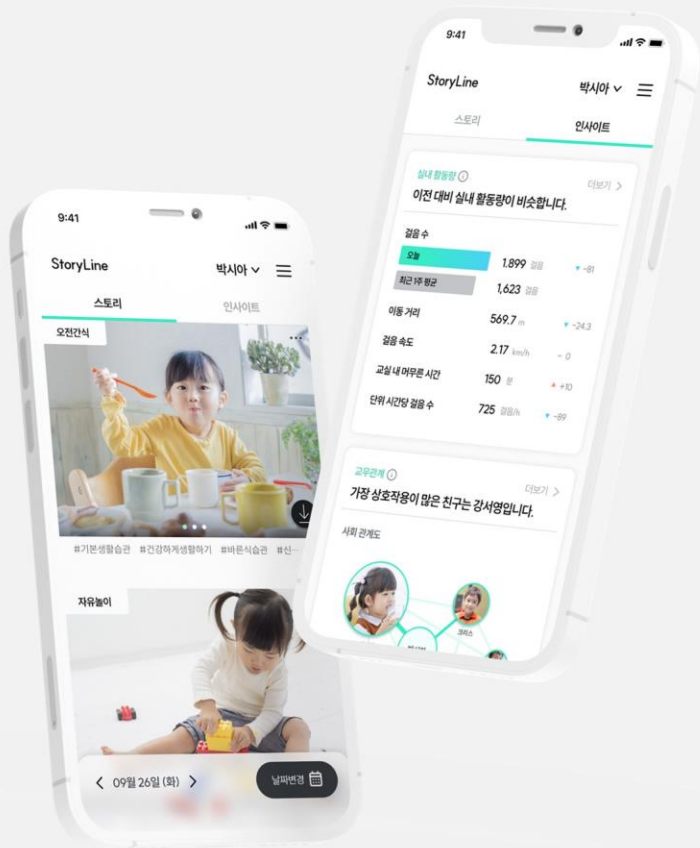 9:41
StoryLine
박시아
스토리
인사이트
오전간식
#기본생활습관 #건강하게생활하기 #바른식습관 #신···
자유놀이
09월 26일 (화)
날짜변경
9:41
StoryLine
박시아
스토리
인사이트
실내 활동량
더보기
이전 대비 실내 활동량이 비슷합니다.
걸음 수
오늘 1.899 걸음 ▼ -81
최근 1주 평균 1,623 걸음
이동 거리 569.7 m ▼ -24.3
걸음 속도 2.17 km/h - 0
교실 내 머무른 시간 150 분 ▲ +10
단위 시간당 걸음 수 725 걸음/h ▼ -89
교우관계
더보기
가장 상호작용이 많은 친구는 강서영입니다.
사회 관계도
크리스